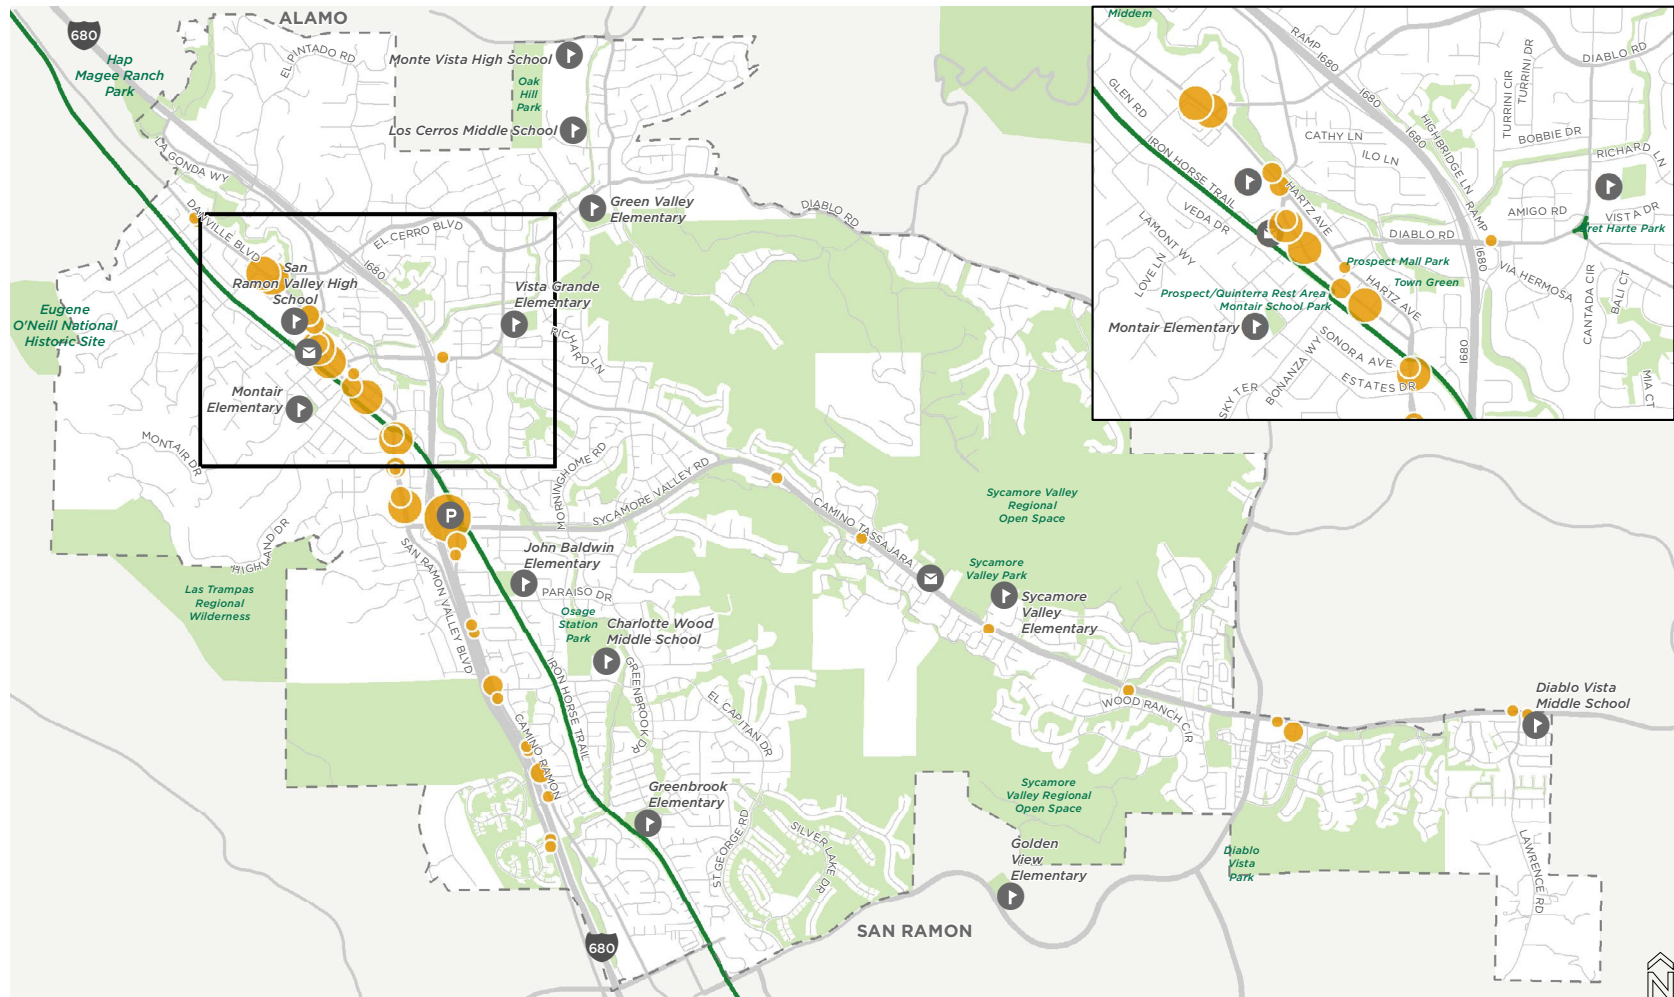 ALAMO
680
Hap
Magee Ranch
Park
EL PINTADO RD
Monte Vista High School
Oak
Hill
Park
Los Cerros Middle School
LA GONDA WY
Green Valley
Elementary
DIABLO RD
DANVILLE BLVD
EL CERRO BLVD
I680
San
Ramon Valley High
School
Vista Grande
Elementary
RICHARD LN
Eugene
O'Neill National
Historic Site
Montair
Elementary
MONTAIR DR
MORNINGHOME RD
SYCAMORE VALLEY RD
P
HIGHLAND DR
Las Trampas
Regional
Wilderness
SAN RAMON VALLEY BLVD
John Baldwin
Elementary
PARAISO DR
Osage
Station
Park
Charlotte Wood
Middle School
IRON HORSE TRAIL
GREENBROOK DR
EL CAPITAN DR
CAMINO RAMON
Greenbrook
Elementary
ST GEORGE RD
SILVER LAKE DR
680
CAMINO TASSAJARA
Sycamore Valley
Regional
Open Space
Sycamore
Valley Park
Sycamore
Valley
Elementary
WOOD RANCH CIR
Sycamore
Valley Regional
Open Space
Golden
View
Elementary
SAN RAMON
Diablo
Vista
Park
Diablo Vista
Middle School
LAWRENCE RD
N
Middem
RAMP I680
I680
I680
DIABLO RD
TURRINI CIR
TURRINI DR
GLEN RD
CATHY LN
ILO LN
HIGHBRIDGE LN
BOBBIE DR
RICHARD LN
IRON HORSE TRAIL
HARTZ AVE
VEDA DR
LAMONT WY
LOVE LN
RAMP
I680
AMIGO RD
VISTA DR
Bret Harte Park
DIABLO RD
Prospect Mall Park
Town Green
VIA HERMOSA
Prospect/Quinterra Rest Area
Montair School Park
HARTZ AVE
Montair Elementary
CANTADA CIR
BALI CT
SONORA AVE
ESTATES DR
I680
SKY TER
BONANZA WY
MIA CT